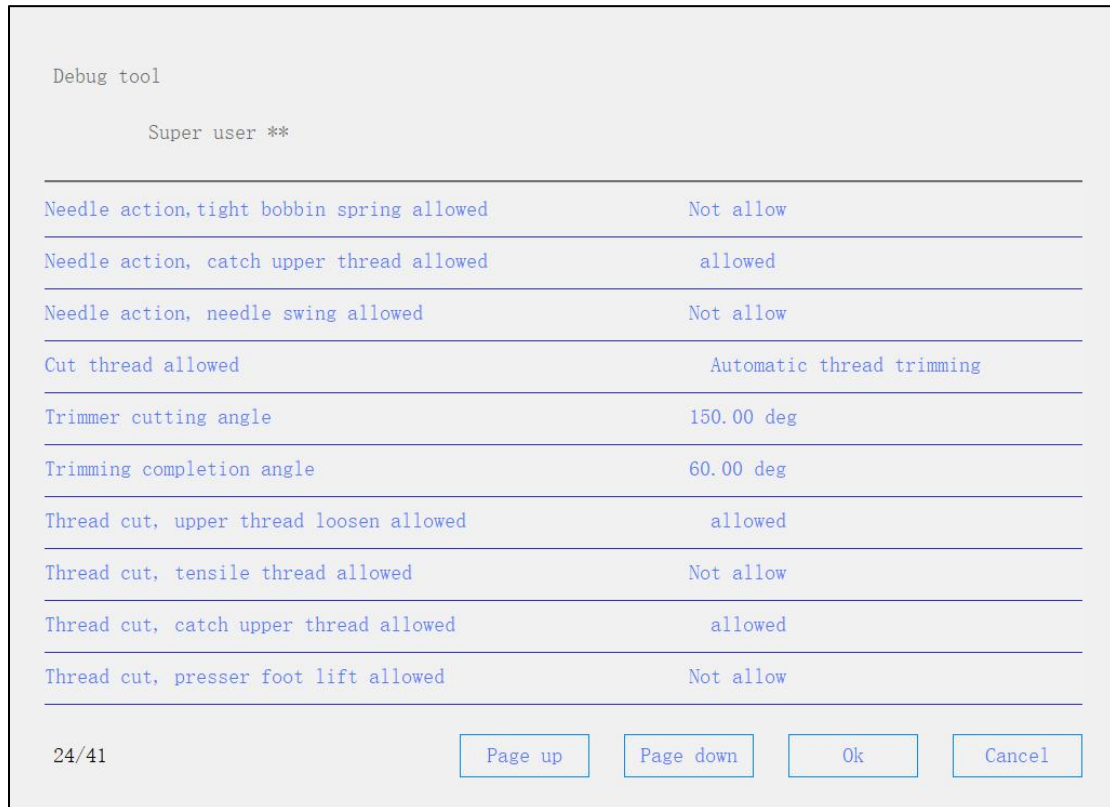 Debug tool
Super user **
Needle action,tight bobbin spring allowed Not allow
Needle action, catch upper thread allowed allowed
Needle action, needle swing allowed Not allow
Cut thread allowed Automatic thread trimming
Trimmer cutting angle 150.00 deg
Trimming completion angle 60.00 deg
Thread cut, upper thread loosen allowed allowed
Thread cut, tensile thread allowed Not allow
Thread cut, catch upper thread allowed allowed
Thread cut, presser foot lift allowed Not allow
24/41 Page up Page down Ok Cancel